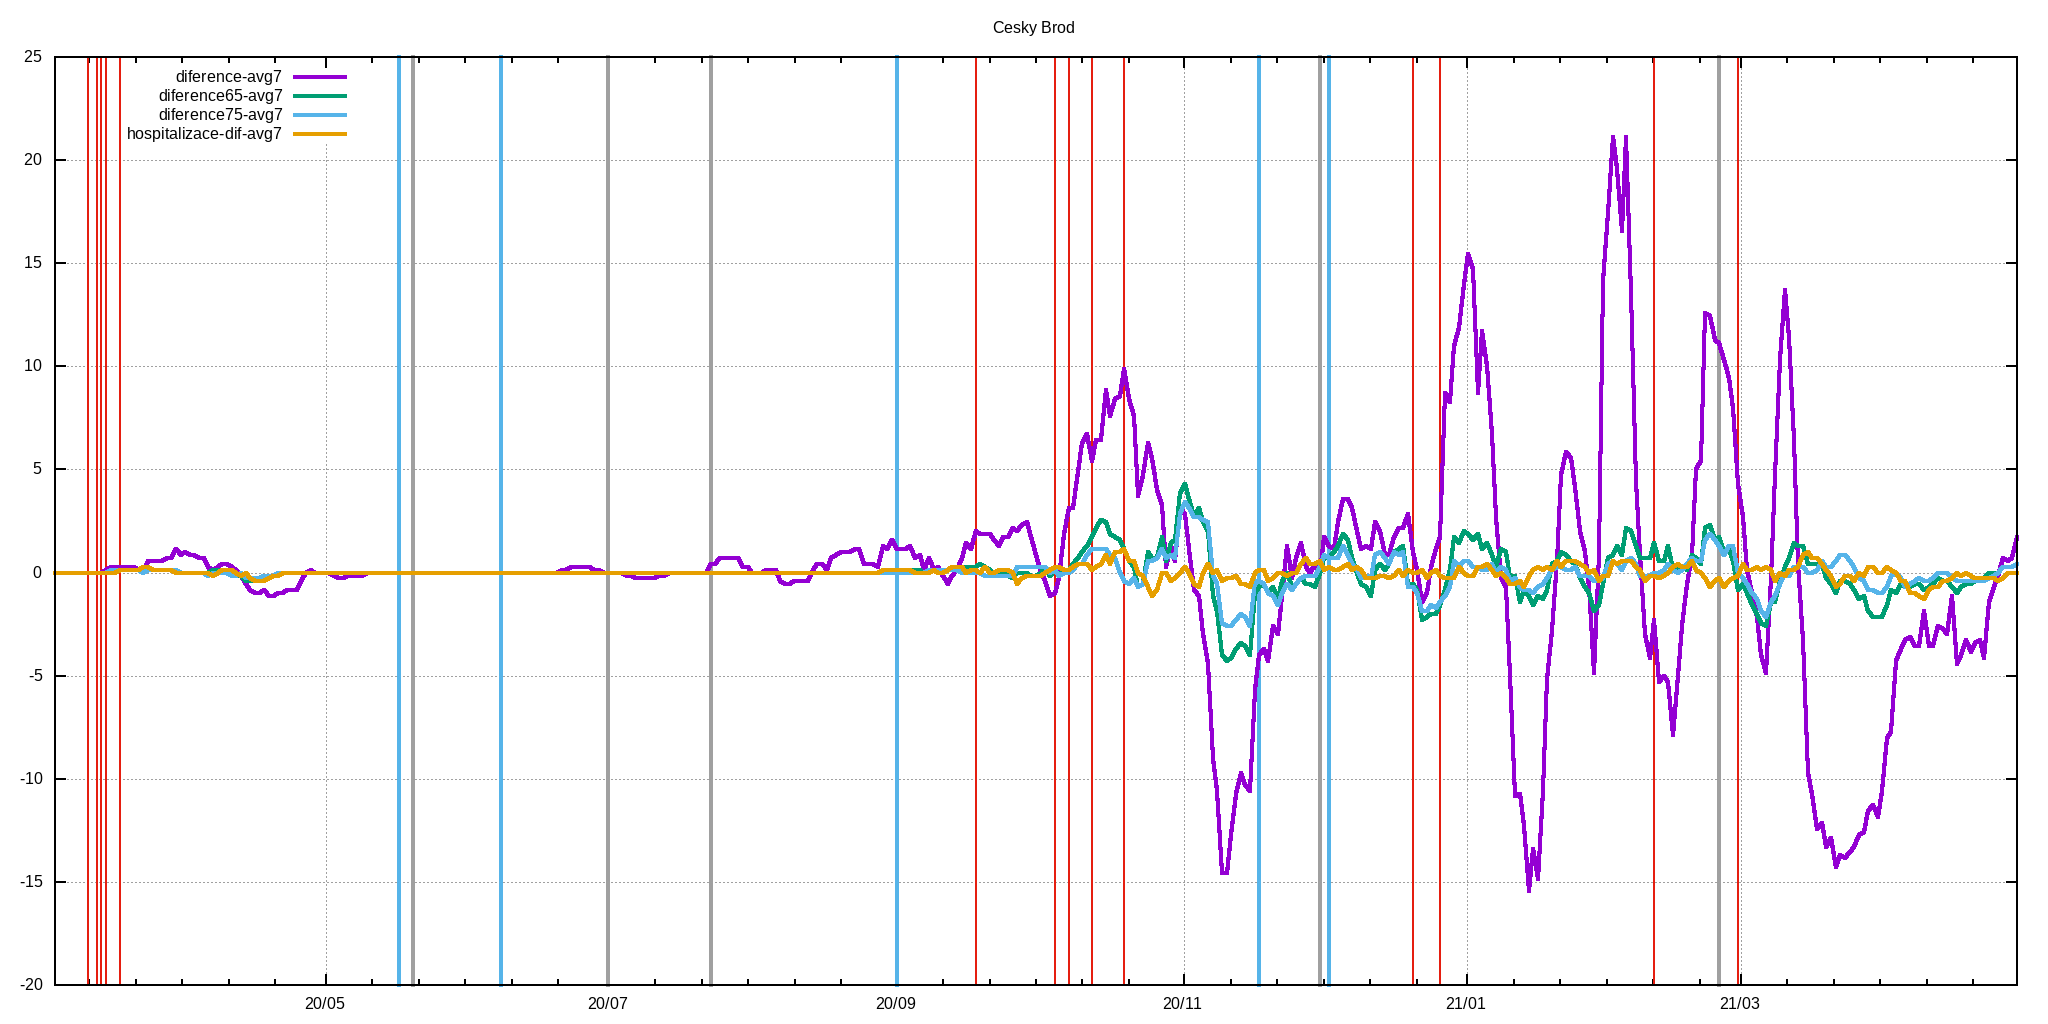 Cesky Brod
diference-avg7
diference65-avg7
diference75-avg7
hospitalizace-dif-avg7
25
20
15
10
5
0
-5
-10
-15
-20
20/05 20/07 20/09 20/11 21/01 21/03